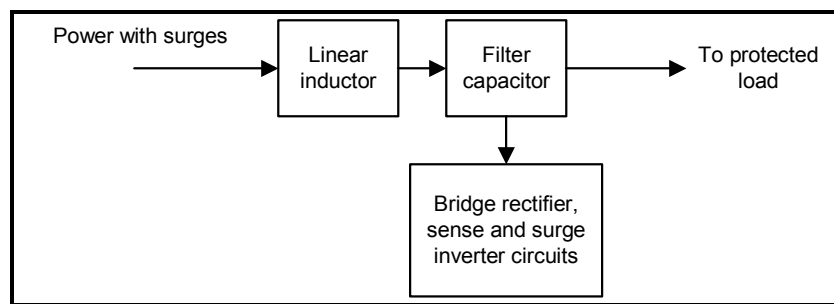 Power with surges
Linear
inductor
Filter
capacitor
To protected
load
Bridge rectifier,
sense and surge
inverter circuits